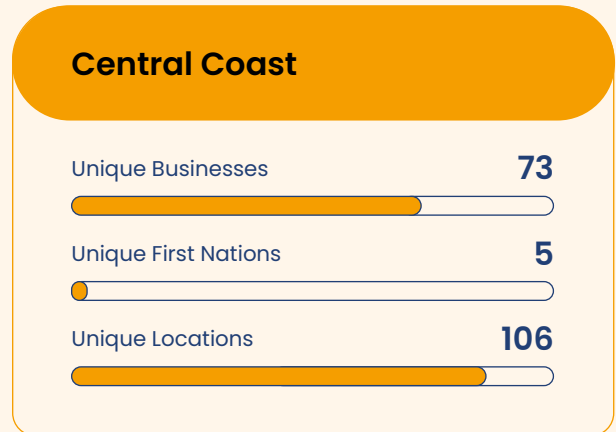 Central Coast
Unique Businesses 73
Unique First Nations 5
Unique Locations 106